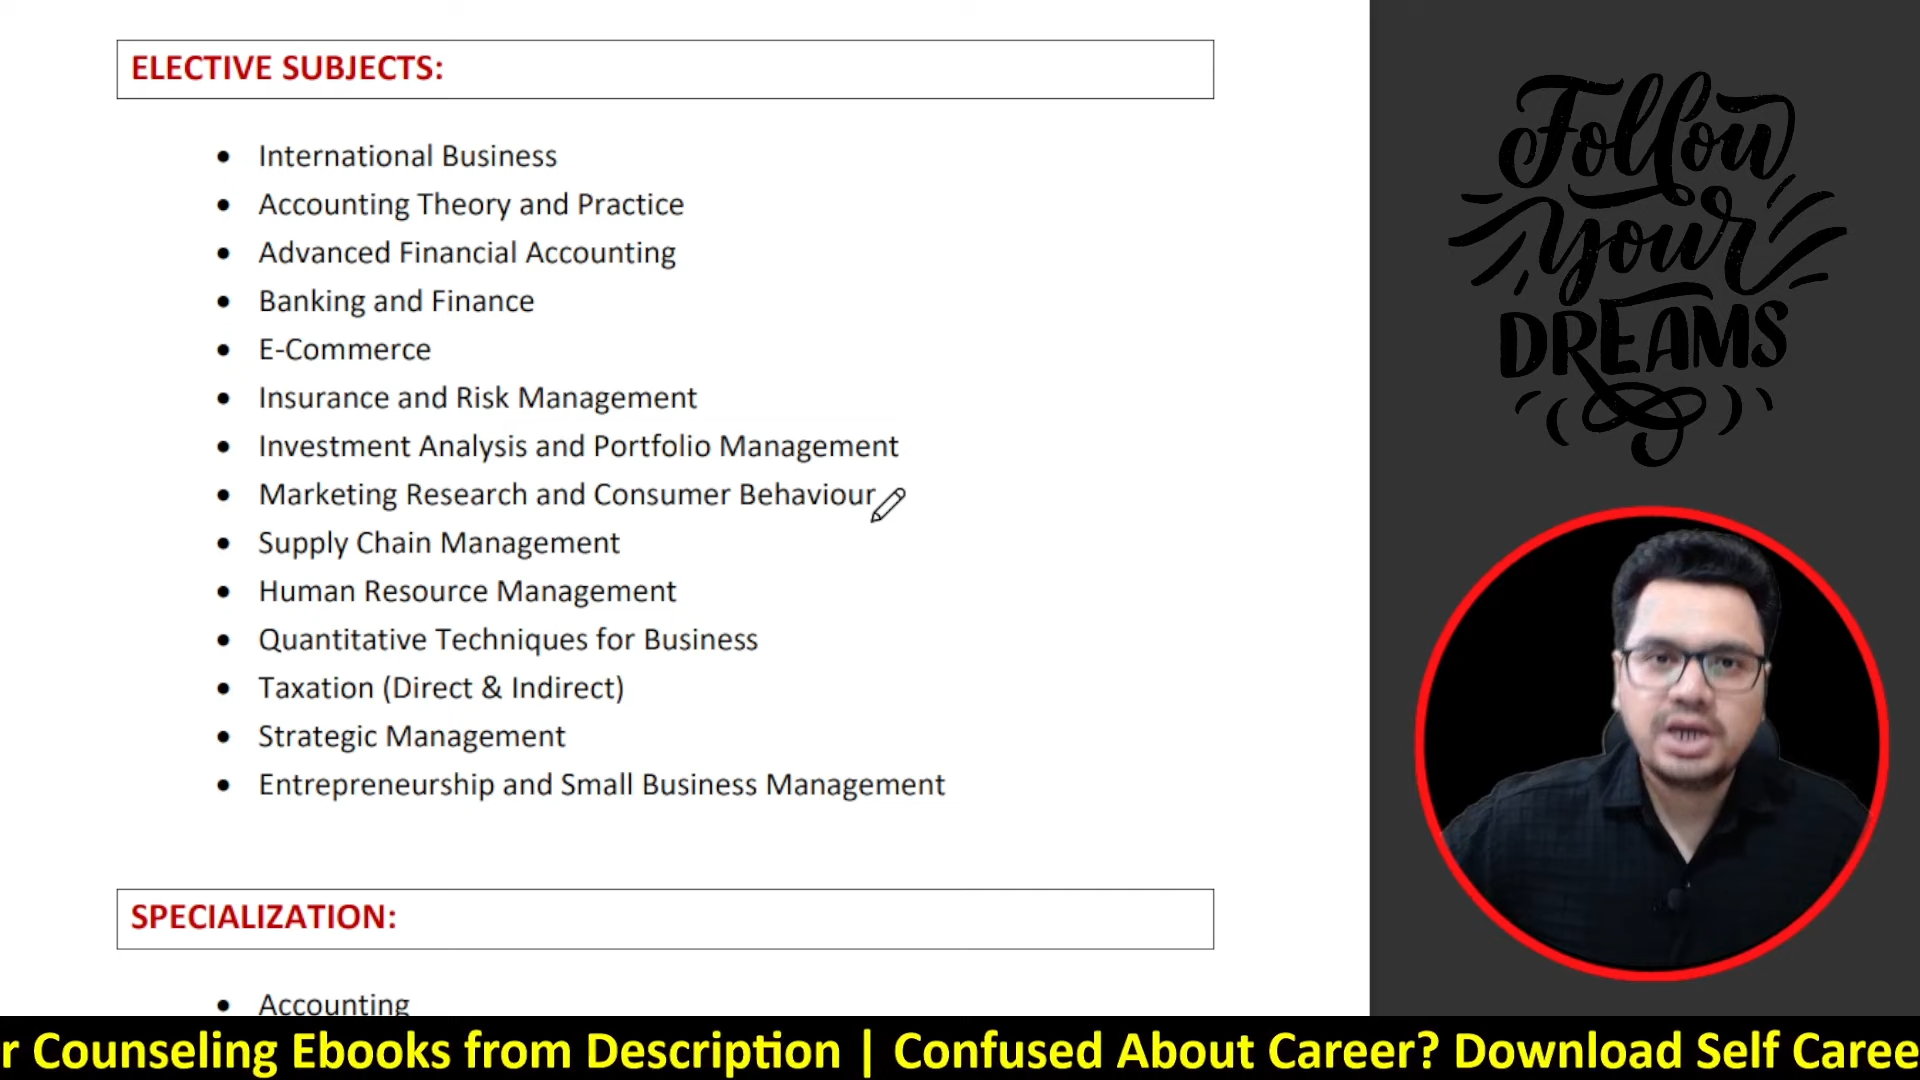 ELECTIVE SUBJECTS:
• International Business
• Accounting Theory and Practice
• Advanced Financial Accounting
• Banking and Finance
• E-Commerce
• Insurance and Risk Management
• Investment Analysis and Portfolio Management
• Marketing Research and Consumer Behaviour
• Supply Chain Management
• Human Resource Management
• Quantitative Techniques for Business
• Taxation (Direct & Indirect)
• Strategic Management
• Entrepreneurship and Small Business Management
SPECIALIZATION:
• Accounting
Follow
your
DREAMS
r Counseling Ebooks from Description | Confused About Career? Download Self Caree